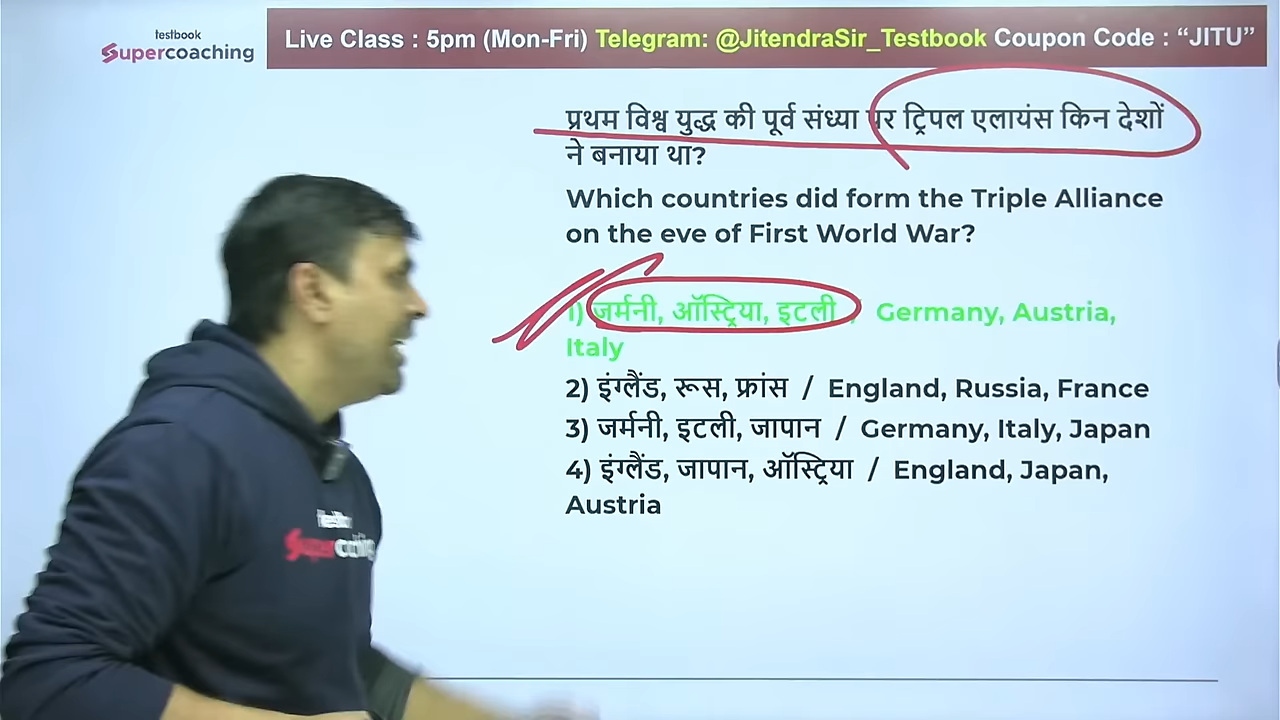 testbook
Supercoaching
Live Class : 5pm (Mon-Fri) Telegram: @JitendraSir_Testbook Coupon Code : “JITU”
प्रथम विश्व युद्ध की पूर्व संध्या पर ट्रिपल एलायंस किन देशों
ने बनाया था?
Which countries did form the Triple Alliance
on the eve of First World War?
1) जर्मनी, ऑस्ट्रिया, इटली / Germany, Austria,
Italy
2) इंग्लैंड, रूस, फ्रांस / England, Russia, France
3) जर्मनी, इटली, जापान / Germany, Italy, Japan
4) इंग्लैंड, जापान, ऑस्ट्रिया / England, Japan,
Austria
Supercoaching